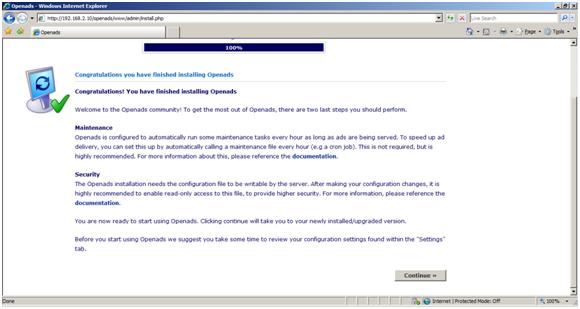 Openads - Windows Internet Explorer
http://192.168.2.10/openads/www/admin/install.php
Live Search
Openads
Page
Tools
100%
Congratulations you have finished installing Openads
Congratulations! You have finished installing Openads
Welcome to the Openads community! To get the most out of Openads, there are two last steps you should perform.
Maintenance
Openads is configured to automatically run some maintenance tasks every hour as long as ads are being served. To speed up ad
delivery, you can set this up by automatically calling a maintenance file every hour (e.g a cron job). This is not required, but is
highly recommended. For more information about this, please reference the documentation.
Security
The Openads installation needs the configuration file to be writable by the server. After making your configuration changes, it is
highly recommended to enable read-only access to this file, to provide higher security. For more information, please reference the
documentation.
You are now ready to start using Openads. Clicking continue will take you to your newly installed/upgraded version.
Before you start using Openads we suggest you take some time to review your configuration settings found within the "Settings"
tab.
Continue »
Done
Internet | Protected Mode: Off
100%